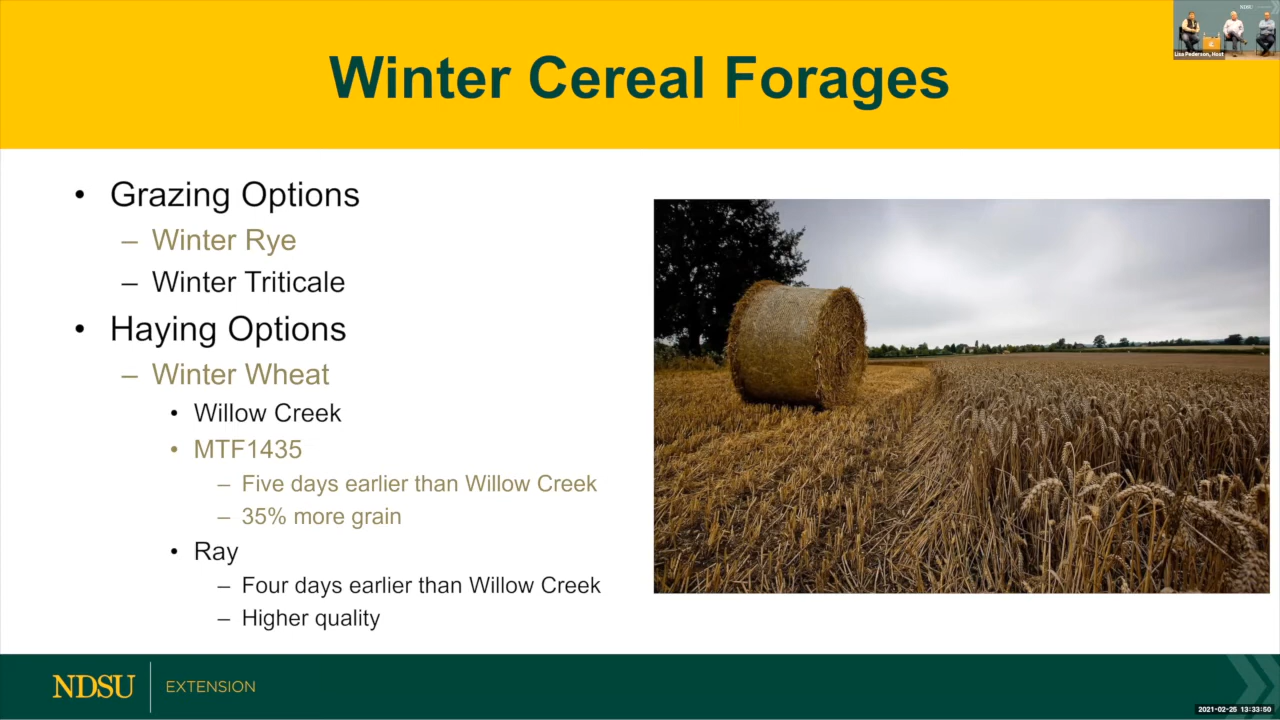 NDSU
Lisa Pederson, Host
Winter Cereal Forages
• Grazing Options
– Winter Rye
– Winter Triticale
• Haying Options
– Winter Wheat
• Willow Creek
• MTF1435
– Five days earlier than Willow Creek
– 35% more grain
• Ray
– Four days earlier than Willow Creek
– Higher quality
NDSU EXTENSION
2021-02-25 13:33:50